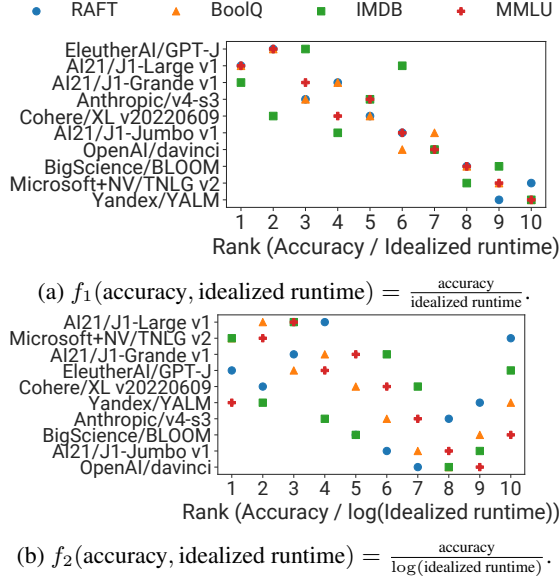 RAFT BoolQ IMDB MMLU
EleutherAI/GPT-J
AI21/J1-Large v1
AI21/J1-Grande v1
Anthropic/v4-s3
Cohere/XL v20220609
AI21/J1-Jumbo v1
OpenAI/davinci
BigScience/BLOOM
Microsoft+NV/TNLG v2
Yandex/YALM
1 2 3 4 5 6 7 8 9 10
Rank (Accuracy / Idealized runtime)
(a) f₁(accuracy, idealized runtime) = accuracy / idealized runtime.
AI21/J1-Large v1
Microsoft+NV/TNLG v2
AI21/J1-Grande v1
EleutherAI/GPT-J
Cohere/XL v20220609
Yandex/YALM
Anthropic/v4-s3
BigScience/BLOOM
AI21/J1-Jumbo v1
OpenAI/davinci
1 2 3 4 5 6 7 8 9 10
Rank (Accuracy / log(Idealized runtime))
(b) f₂(accuracy, idealized runtime) = accuracy / log(idealized runtime).